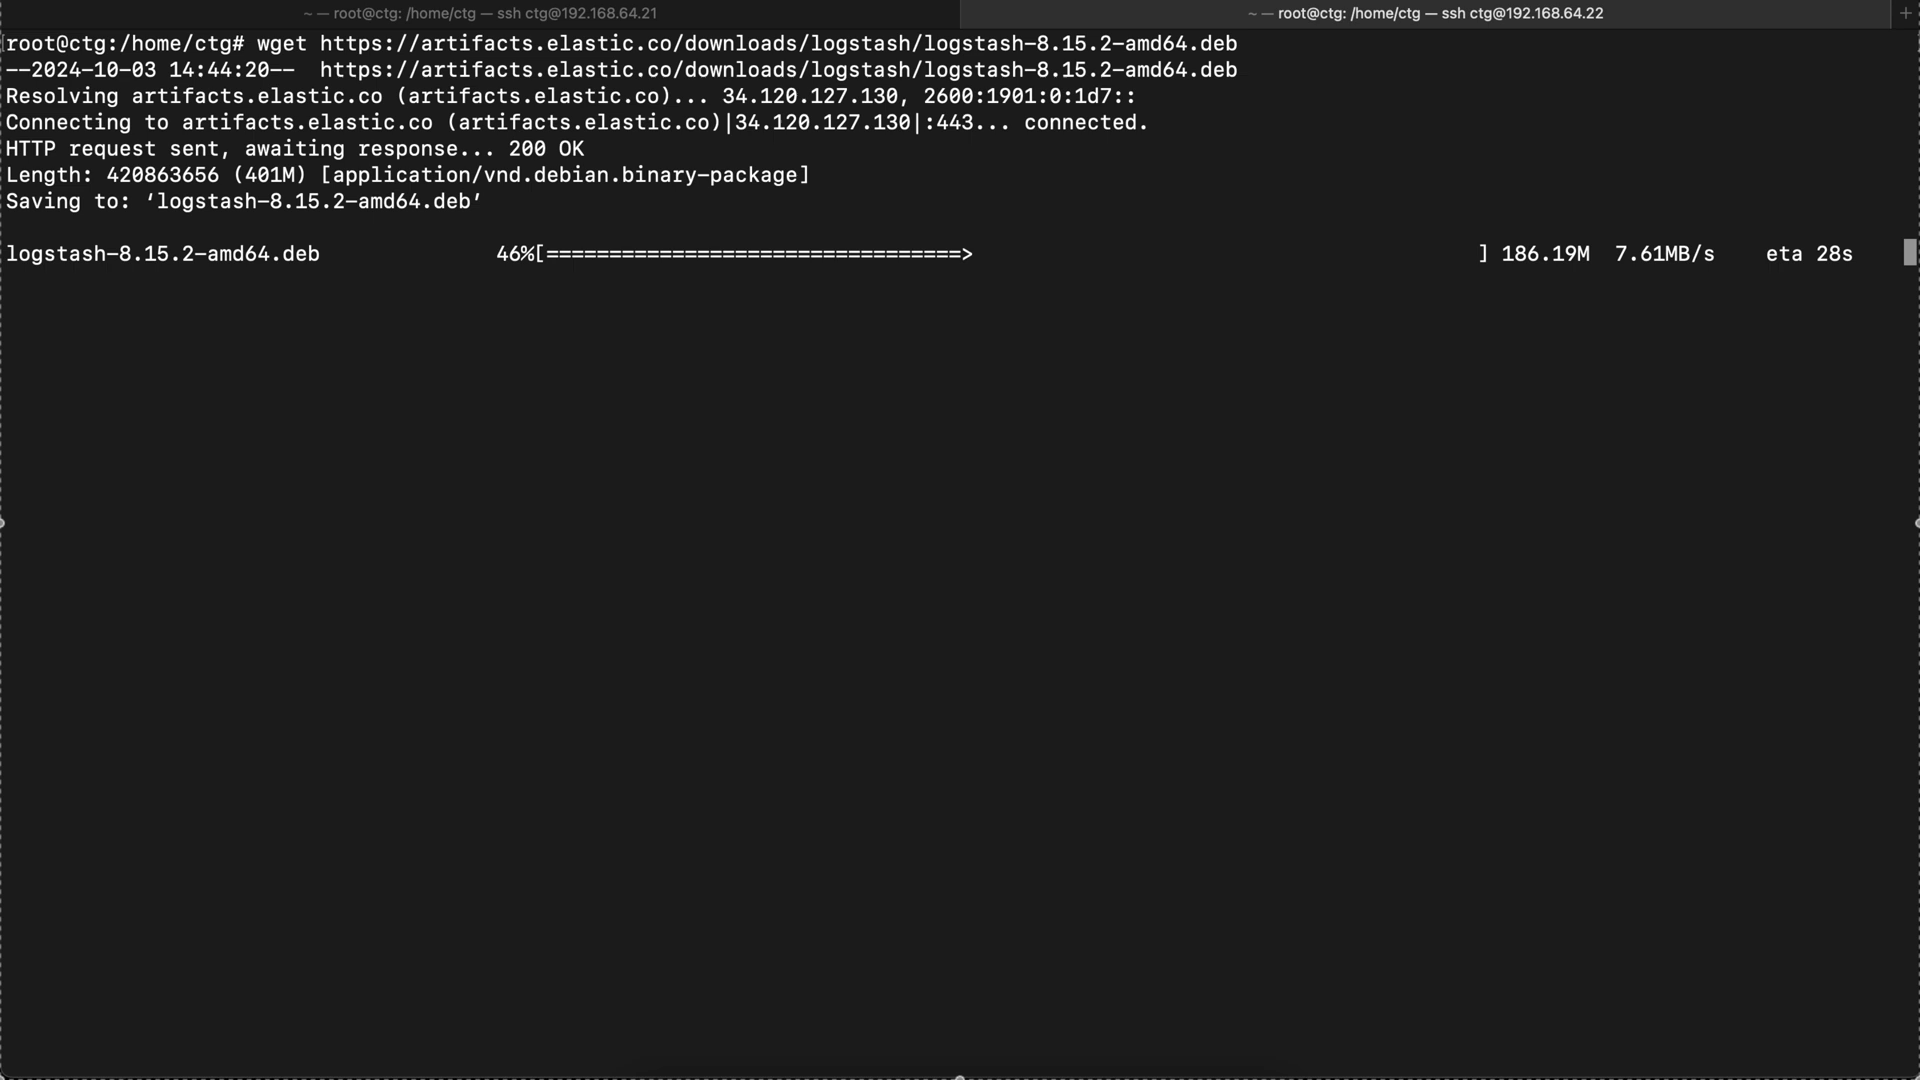 ~ — root@ctg: /home/ctg — ssh ctg@192.168.64.21
~ — root@ctg: /home/ctg — ssh ctg@192.168.64.22
+
root@ctg:/home/ctg# wget https://artifacts.elastic.co/downloads/logstash/logstash-8.15.2-amd64.deb
--2024-10-03 14:44:20--  https://artifacts.elastic.co/downloads/logstash/logstash-8.15.2-amd64.deb
Resolving artifacts.elastic.co (artifacts.elastic.co)... 34.120.127.130, 2600:1901:0:1d7::
Connecting to artifacts.elastic.co (artifacts.elastic.co)|34.120.127.130|:443... connected.
HTTP request sent, awaiting response... 200 OK
Length: 420863656 (401M) [application/vnd.debian.binary-package]
Saving to: ‘logstash-8.15.2-amd64.deb’
logstash-8.15.2-amd64.deb 46%[=================================> ] 186.19M 7.61MB/s eta 28s